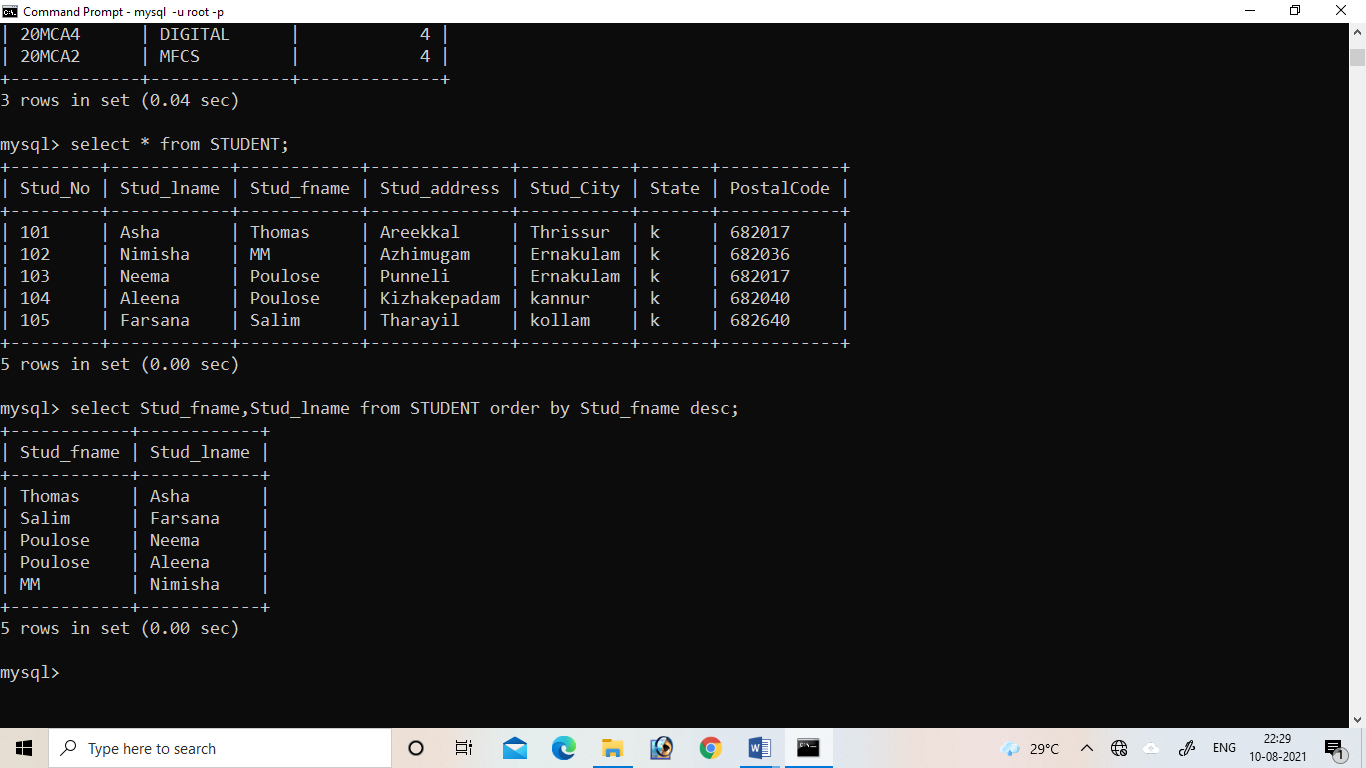 Command Prompt - mysql  -u root -p
| 20MCA4      | DIGITAL      |            4 |
| 20MCA2      | MFCS         |            4 |
+-------------+--------------+--------------+
3 rows in set (0.04 sec)
mysql> select * from STUDENT;
+---------+------------+------------+--------------+-----------+-------+------------+
| Stud_No | Stud_lname | Stud_fname | Stud_address | Stud_City | State | PostalCode |
+---------+------------+------------+--------------+-----------+-------+------------+
| 101     | Asha       | Thomas     | Areekkal     | Thrissur  | k     | 682017     |
| 102     | Nimisha    | MM         | Azhimugam    | Ernakulam | k     | 682036     |
| 103     | Neema      | Poulose    | Punneli      | Ernakulam | k     | 682017     |
| 104     | Aleena     | Poulose    | Kizhakepadam | kannur    | k     | 682040     |
| 105     | Farsana    | Salim      | Tharayil     | kollam    | k     | 682640     |
+---------+------------+------------+--------------+-----------+-------+------------+
5 rows in set (0.00 sec)
mysql> select Stud_fname,Stud_lname from STUDENT order by Stud_fname desc;
+------------+------------+
| Stud_fname | Stud_lname |
+------------+------------+
| Thomas     | Asha       |
| Salim      | Farsana    |
| Poulose    | Neema      |
| Poulose    | Aleena     |
| MM         | Nimisha    |
+------------+------------+
5 rows in set (0.00 sec)
mysql>
Type here to search
29°C
ENG
22:29
10-08-2021
1